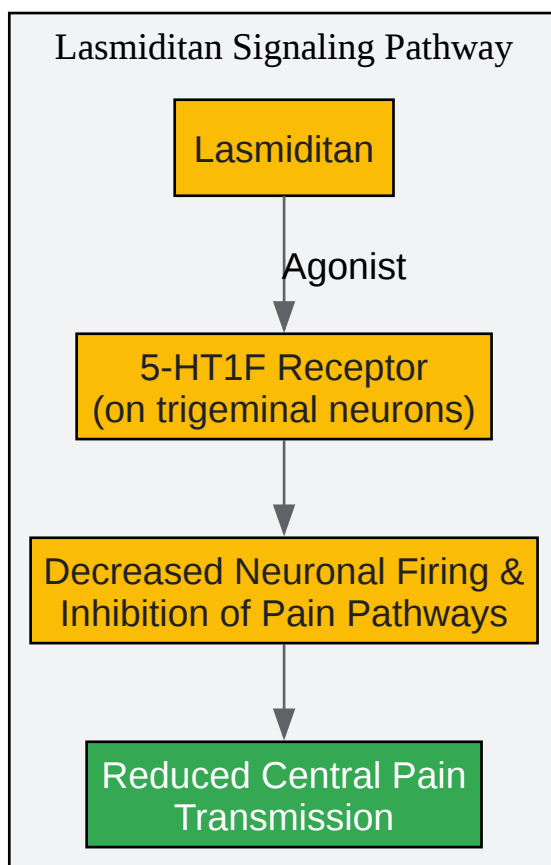 Lasmiditan Signaling Pathway
Lasmiditan
Agonist
5-HT1F Receptor
(on trigeminal neurons)
Decreased Neuronal Firing &
Inhibition of Pain Pathways
Reduced Central Pain
Transmission